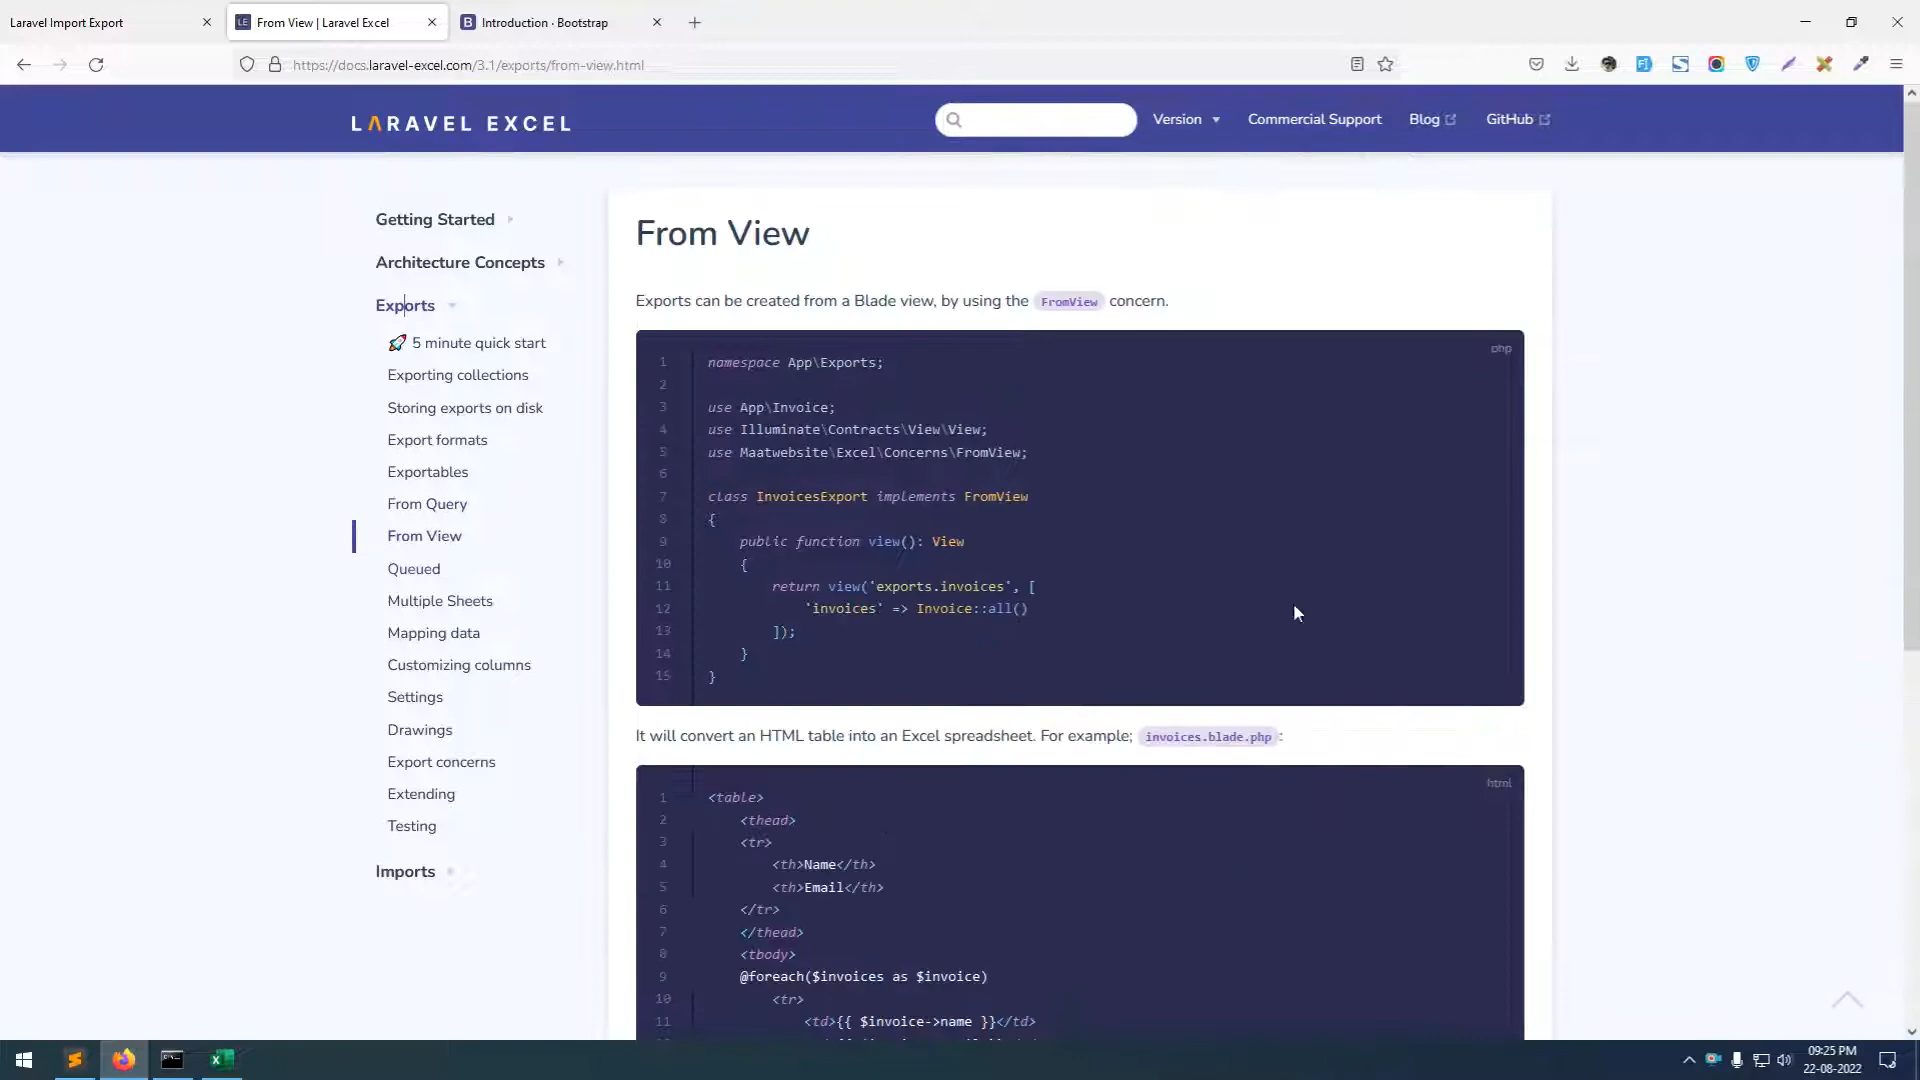 Laravel Import Export
From View | Laravel Excel
Introduction · Bootstrap
https://docs.laravel-excel.com/3.1/exports/from-view.html
LARAVEL EXCEL
Version
Commercial Support
Blog
GitHub
Getting Started
Architecture Concepts
Exports
🚀 5 minute quick start
Exporting collections
Storing exports on disk
Export formats
Exportables
From Query
From View
Queued
Multiple Sheets
Mapping data
Customizing columns
Settings
Drawings
Export concerns
Extending
Testing
Imports
From View
Exports can be created from a Blade view, by using the FromView concern.
php
1 namespace App\Exports;
2
3 use App\Invoice;
4 use Illuminate\Contracts\View\View;
5 use Maatwebsite\Excel\Concerns\FromView;
6
7 class InvoicesExport implements FromView
8 {
9 public function view(): View
10 {
11 return view('exports.invoices', [
12 'invoices' => Invoice::all()
13 ]);
14 }
15 }
It will convert an HTML table into an Excel spreadsheet. For example; invoices.blade.php:
html
1 <table>
2 <thead>
3 <tr>
4 <th>Name</th>
5 <th>Email</th>
6 </tr>
7 </thead>
8 <tbody>
9 @foreach($invoices as $invoice)
10 <tr>
11 <td>{{ $invoice->name }}</td>
09:25 PM
22-08-2022